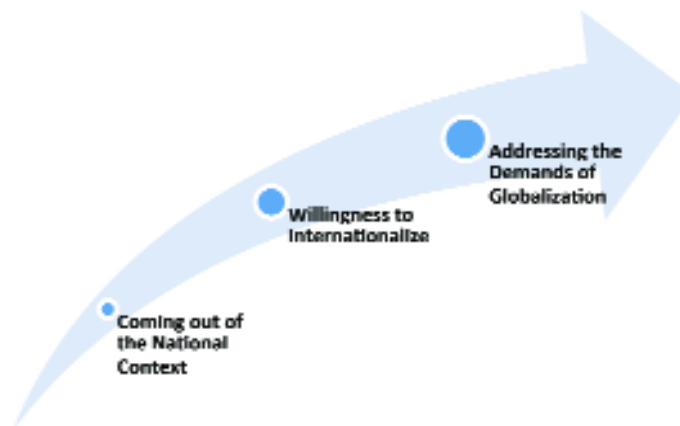 Addressing the
Demands of
Globalization
Willingness to
Internationalize
Coming out of
the National
Context